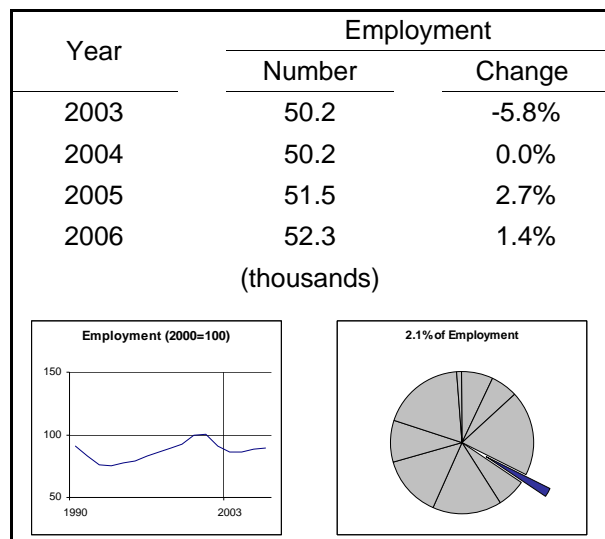 Year Employment
Number Change
2003 50.2 -5.8%
2004 50.2 0.0%
2005 51.5 2.7%
2006 52.3 1.4%
(thousands)
Employment (2000=100)
150
100
50
1990 2003
2.1% of Employment